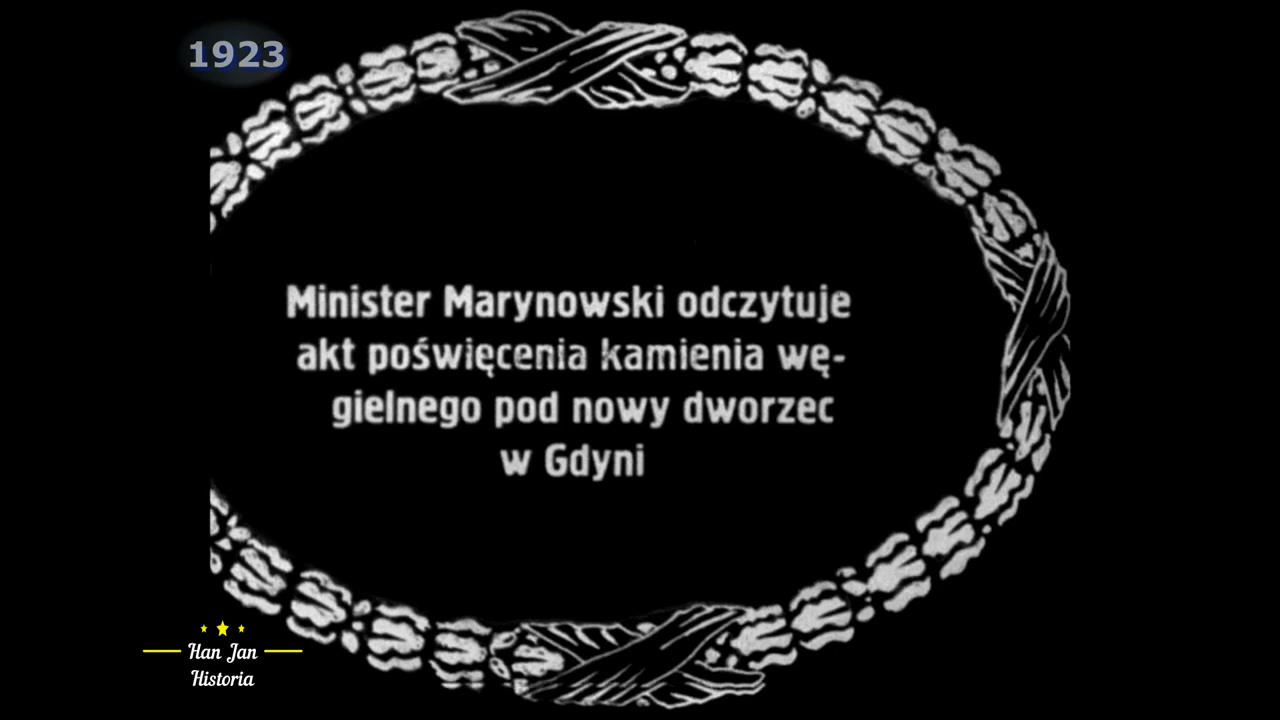 1923
Minister Marynowski odczytuje
akt poświęcenia kamienia wę-
gielnego pod nowy dworzec
w Gdyni
Han Jan
Historia